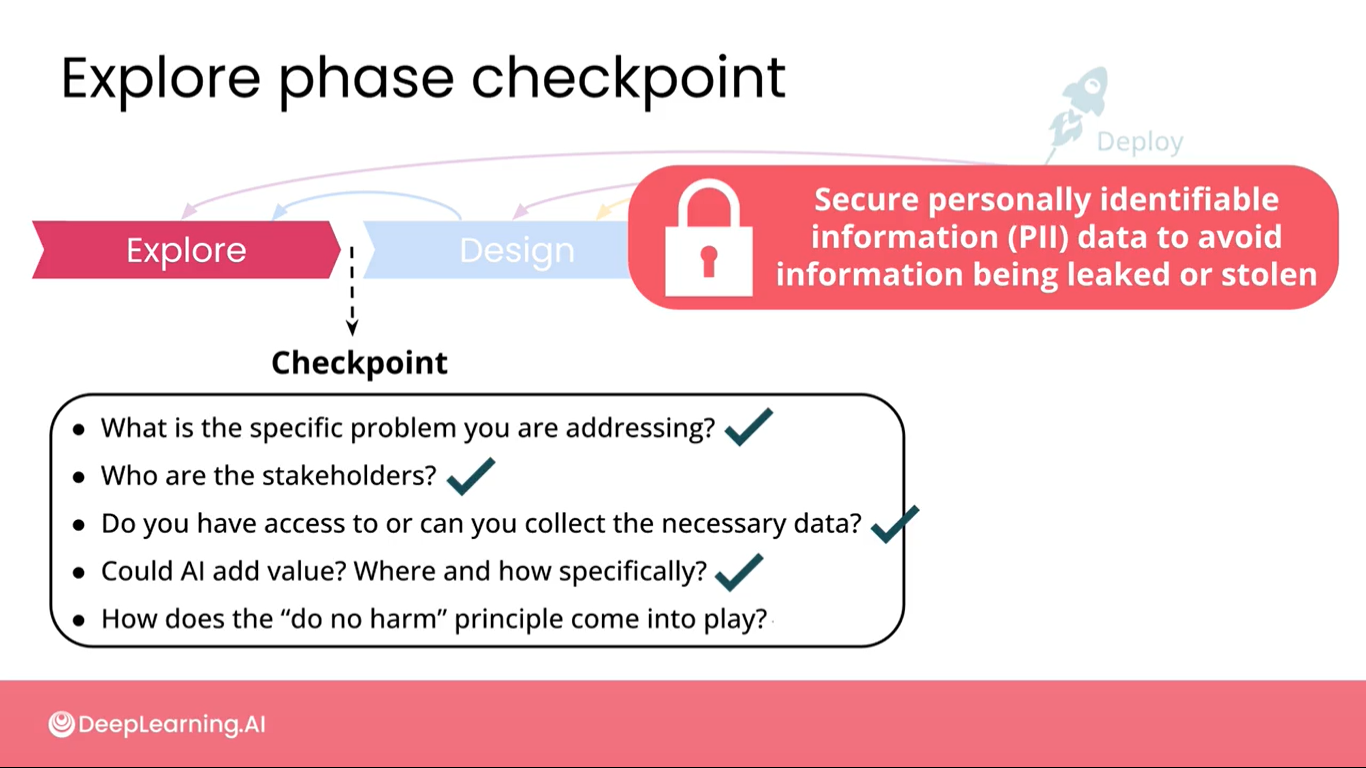 Explore phase checkpoint
Deploy
Secure personally identifiable
information (PII) data to avoid
information being leaked or stolen
Explore
Design
Checkpoint
● What is the specific problem you are addressing?
● Who are the stakeholders?
● Do you have access to or can you collect the necessary data?
● Could AI add value? Where and how specifically?
● How does the “do no harm” principle come into play?
DeepLearning.AI